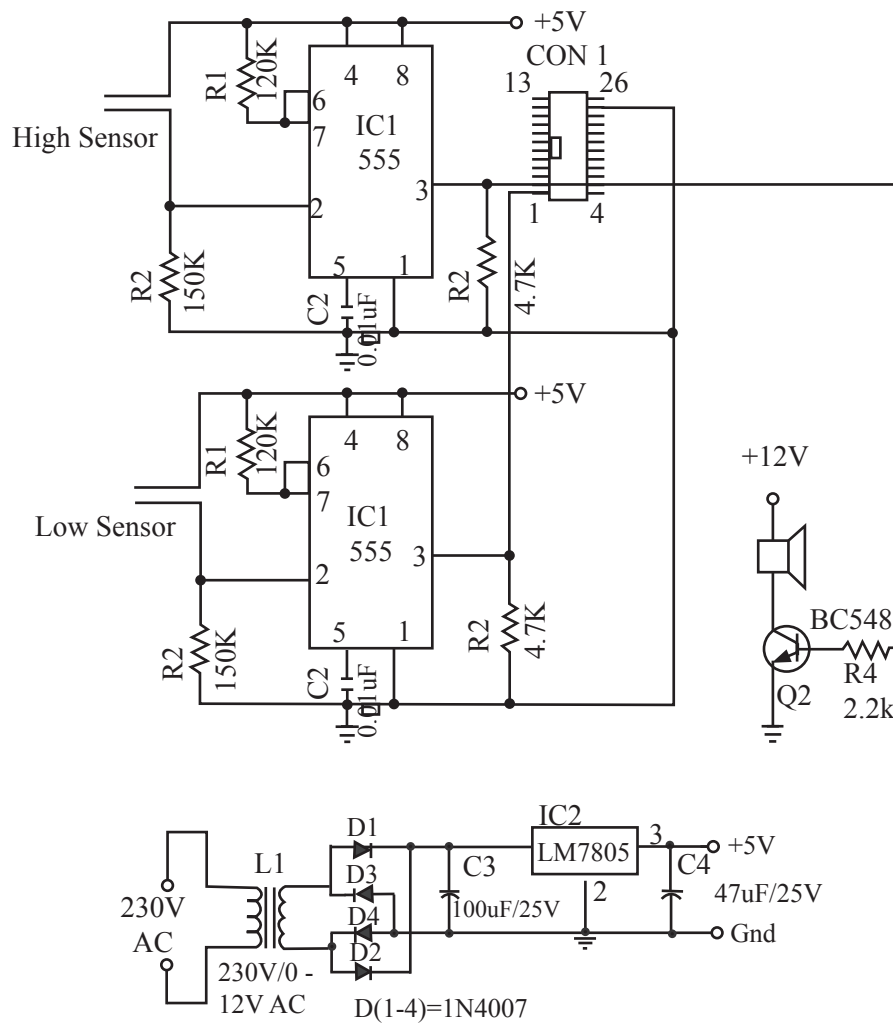 +5V
CON 1
13
26
1
4
R1
120K
4
8
6
7
IC1
555
3
2
5
1
High Sensor
R2
150K
C2
0.01uF
R2
4.7K
+5V
R1
120K
4
8
6
7
IC1
555
3
2
5
1
Low Sensor
R2
150K
C2
0.01uF
R2
4.7K
+12V
BC548
R4
2.2k
Q2
230V
AC
L1
230V/0 -
12V AC
D1
D3
D4
D2
D(1-4)=1N4007
C3
100uF/25V
IC2
LM7805
3
2
C4
47uF/25V
+5V
Gnd